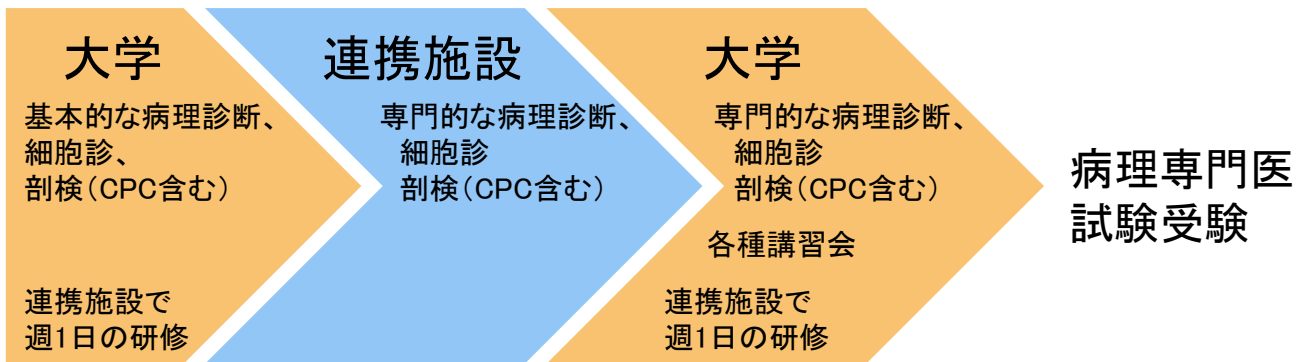 大学
基本的な病理診断、
細胞診、
剖検(CPC含む)
連携施設で
週1日の研修
連携施設
専門的な病理診断、
細胞診
剖検(CPC含む)
大学
専門的な病理診断、
細胞診
剖検(CPC含む)
各種講習会
連携施設で
週1日の研修
病理専門医
試験受験